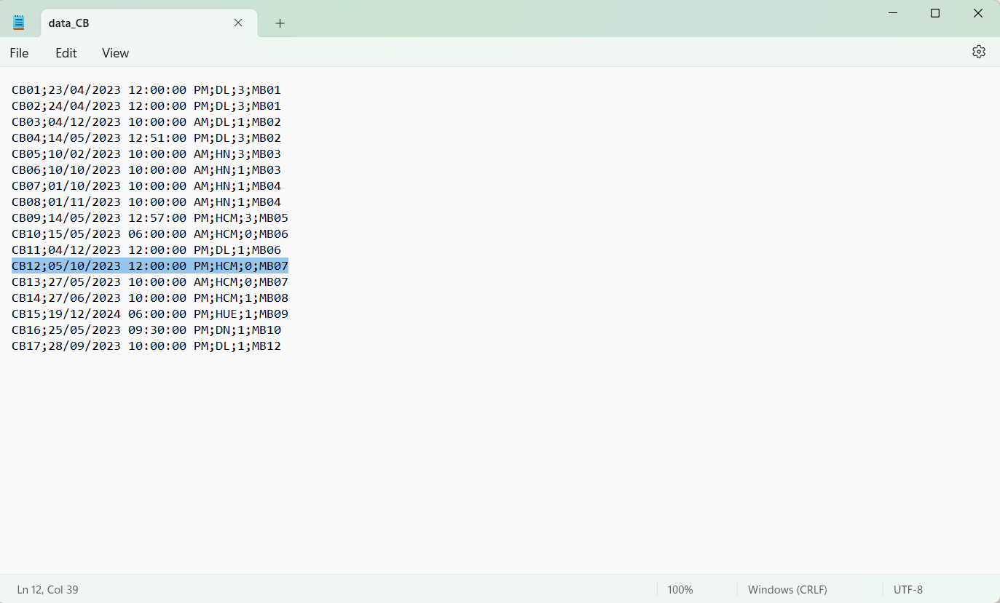 data_CB
File Edit View
CB01;23/04/2023 12:00:00 PM;DL;3;MB01
CB02;24/04/2023 12:00:00 PM;DL;3;MB01
CB03;04/12/2023 10:00:00 AM;DL;1;MB02
CB04;14/05/2023 12:51:00 PM;DL;3;MB02
CB05;10/02/2023 10:00:00 AM;HN;3;MB03
CB06;10/10/2023 10:00:00 AM;HN;1;MB03
CB07;01/10/2023 10:00:00 AM;HN;1;MB04
CB08;01/11/2023 10:00:00 AM;HN;1;MB04
CB09;14/05/2023 12:57:00 PM;HCM;3;MB05
CB10;15/05/2023 06:00:00 AM;HCM;0;MB06
CB11;04/12/2023 12:00:00 PM;DL;1;MB06
CB12;05/10/2023 12:00:00 PM;HCM;0;MB07
CB13;27/05/2023 10:00:00 AM;HCM;0;MB07
CB14;27/06/2023 10:00:00 PM;HCM;1;MB08
CB15;19/12/2024 06:00:00 PM;HUE;1;MB09
CB16;25/05/2023 09:30:00 PM;DN;1;MB10
CB17;28/09/2023 10:00:00 PM;DL;1;MB12
Ln 12, Col 39 100% Windows (CRLF) UTF-8